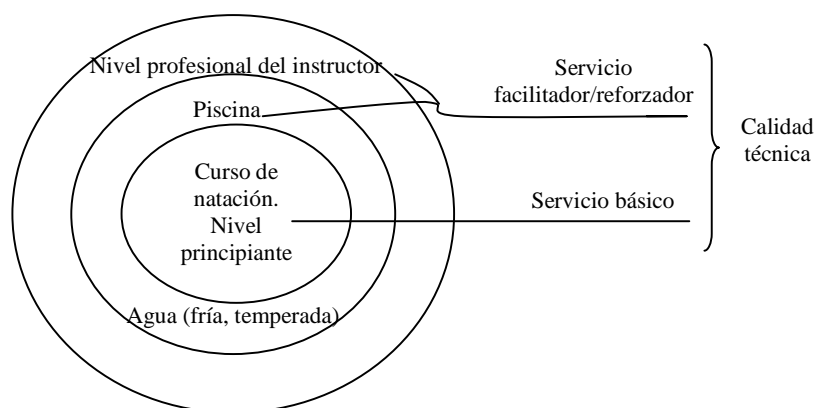 Nivel profesional del instructor
Servicio
facilitador/reforzador
Piscina
Calidad
técnica
Curso de
natación.
Nivel
principiante
Servicio básico
Agua (fría, temperada)